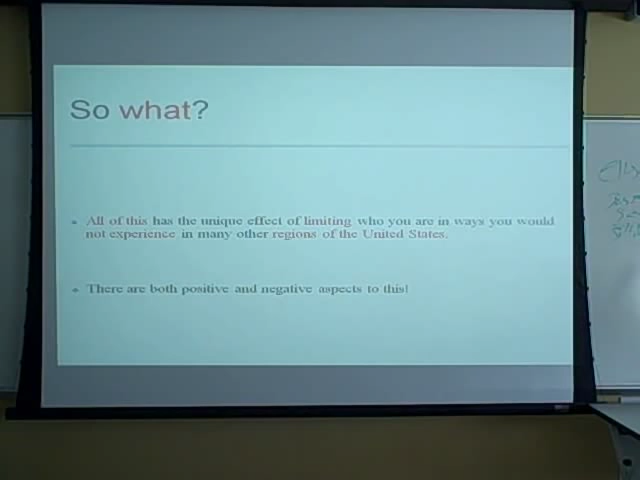 So what?
All of this has the unique effect of limiting who you are in ways you would
not experience in many other regions of the United States.
There are both positive and negative aspects to this!